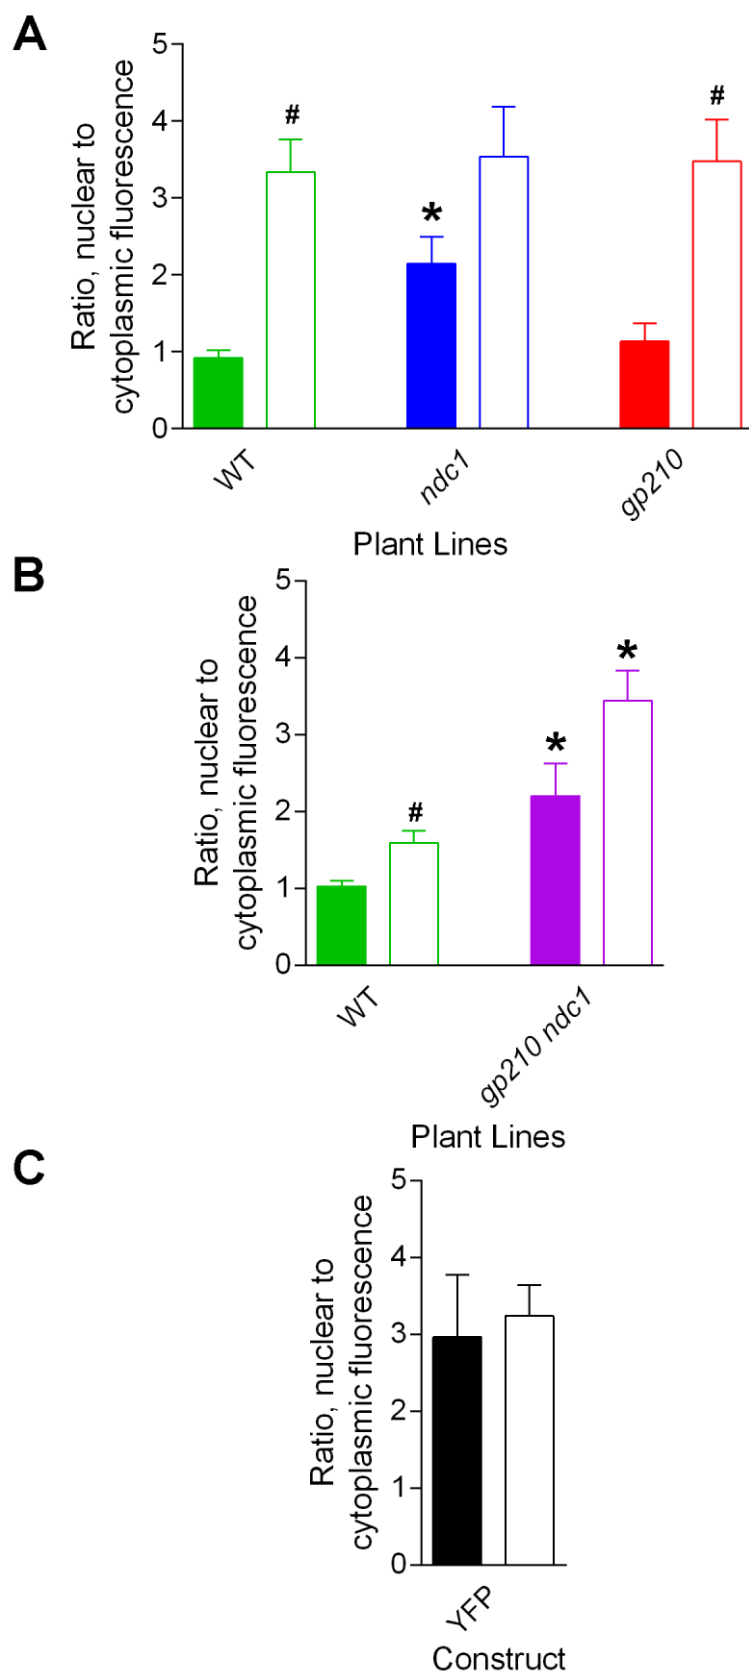 A
Ratio, nuclear to
cytoplasmic fluorescence
5
4
3
2
1
0
#
*
#
WT
ndc1
gp210
Plant Lines
B
Ratio, nuclear to
cytoplasmic fluorescence
5
4
3
2
1
0
#
*
*
WT
gp210 ndc1
Plant Lines
C
Ratio, nuclear to
cytoplasmic fluorescence
5
4
3
2
1
0
YFP
Construct